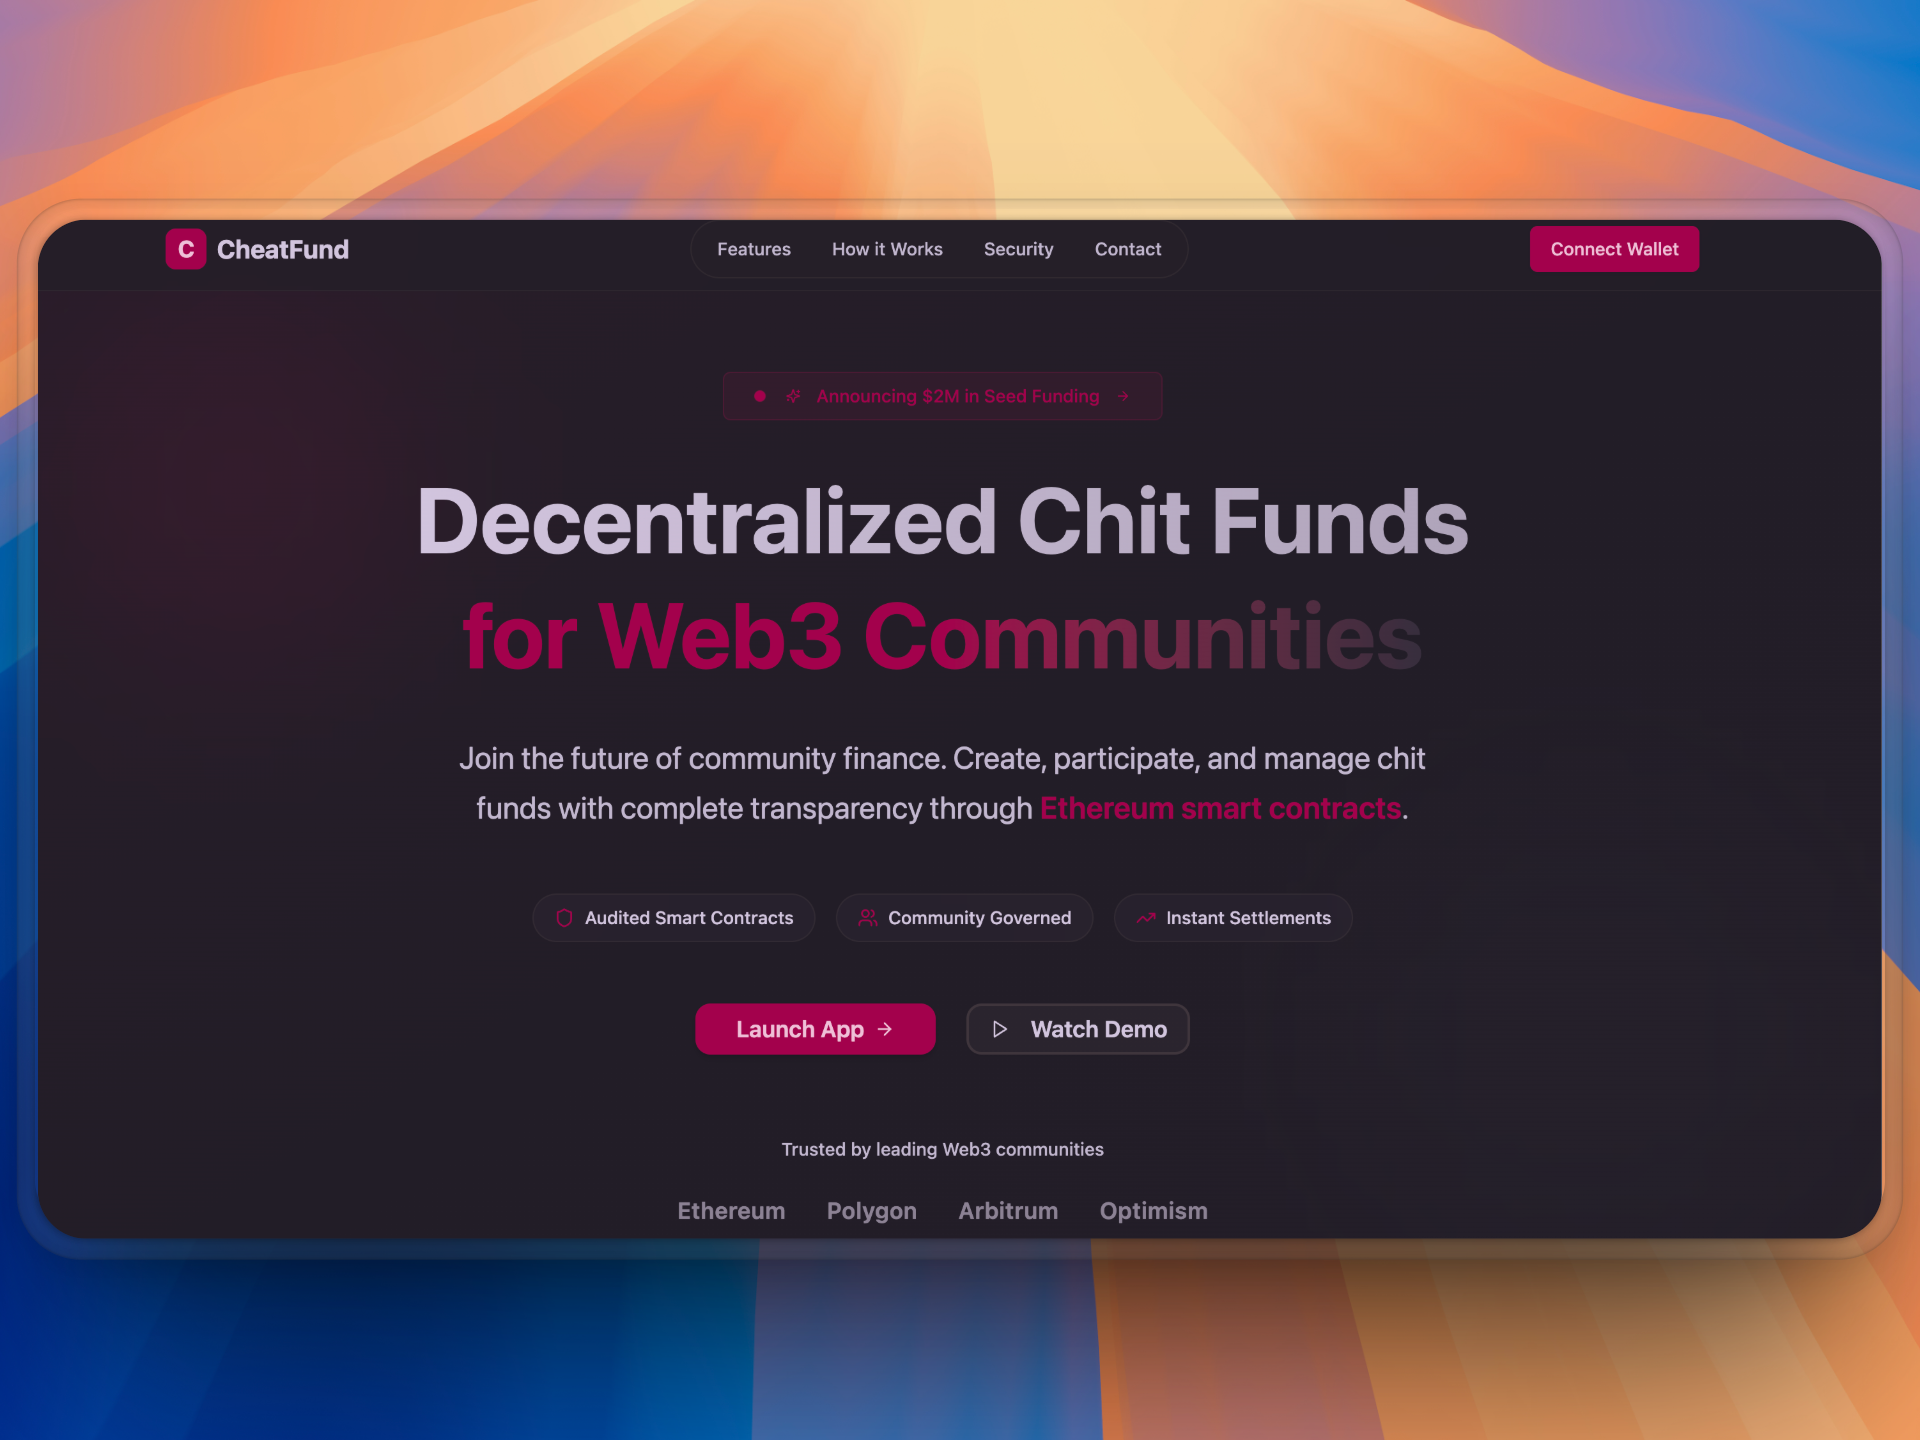 C CheatFund
Features How it Works Security Contact
Connect Wallet
Announcing $2M in Seed Funding →
Decentralized Chit Funds
for Web3 Communities
Join the future of community finance. Create, participate, and manage chit
funds with complete transparency through Ethereum smart contracts.
Audited Smart Contracts
Community Governed
Instant Settlements
Launch App →
Watch Demo
Trusted by leading Web3 communities
Ethereum Polygon Arbitrum Optimism